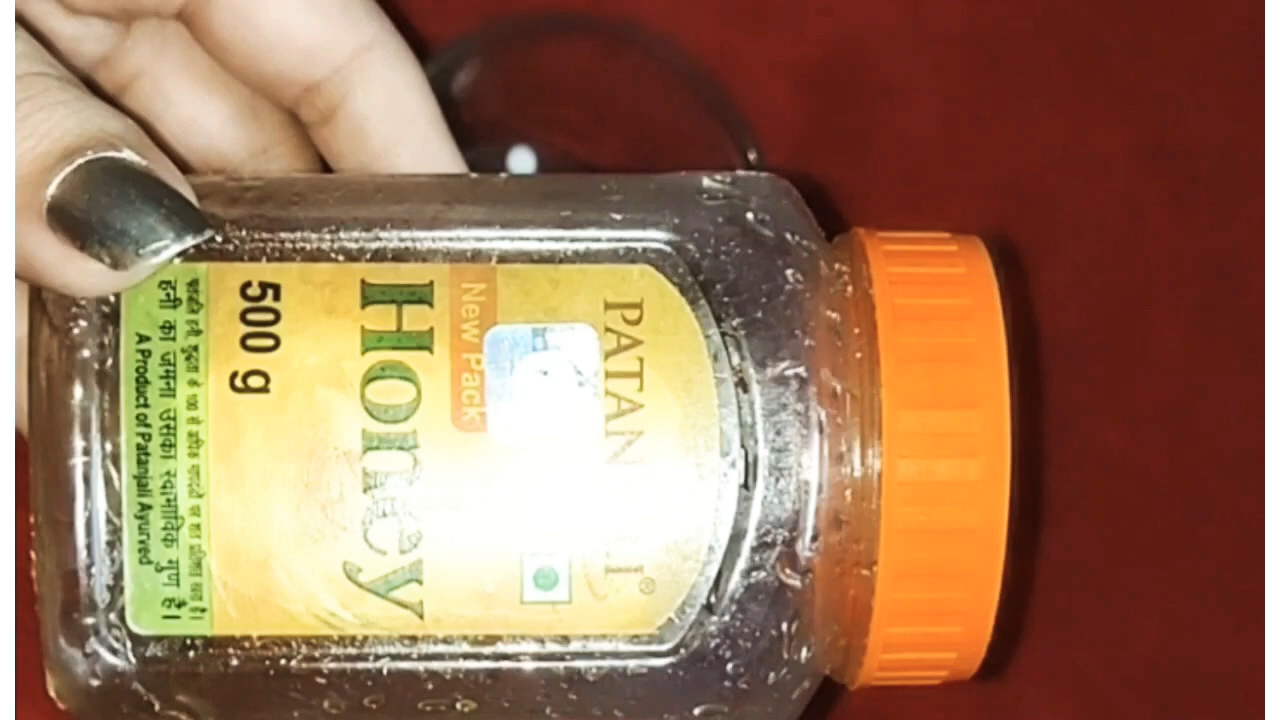 PATAN
®
New Pack
Honey
500 g
हनी का जमना उसका स्वाभाविक गुण है।
A Product of Patanjali Ayurved